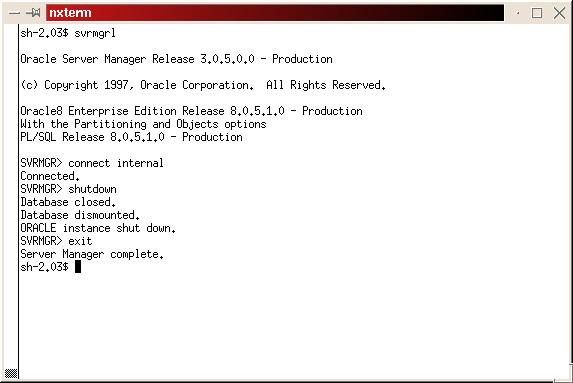 nxterm
sh-2.03$ svrmgrl
Oracle Server Manager Release 3.0.5.0.0 - Production
(c) Copyright 1997, Oracle Corporation.  All Rights Reserved.
Oracle8 Enterprise Edition Release 8.0.5.1.0 - Production
With the Partitioning and Objects options
PL/SQL Release 8.0.5.1.0 - Production
SVRMGR> connect internal
Connected.
SVRMGR> shutdown
Database closed.
Database dismounted.
ORACLE instance shut down.
SVRMGR> exit
Server Manager complete.
sh-2.03$